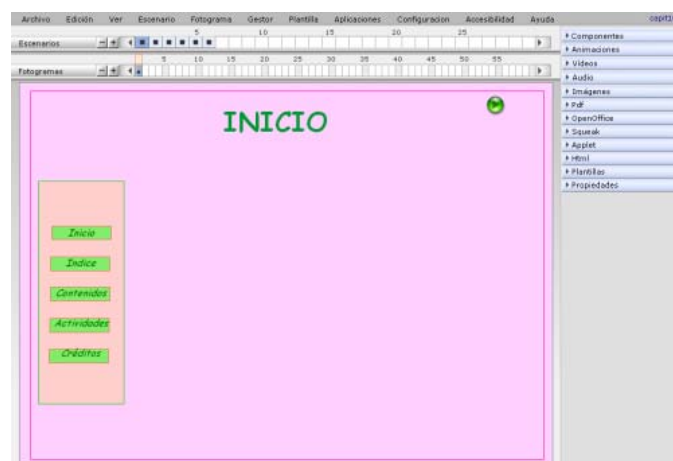 Archivo Edición Ver Escenario Fotograma Gestor Plantilla Aplicaciones Configuracion Accesibilidad Ayuda
5 10 15 20 25
Escenarios
5 10 15 20 25 30 35 40 45 50 55
Fotogramas
INICIO
Inicio
Indice
Contenidos
Actividades
Créditos
Componentes
Animaciones
Vídeos
Audio
Imágenes
Pdf
OpenOffice
Squeak
Applet
Html
Plantillas
Propiedades